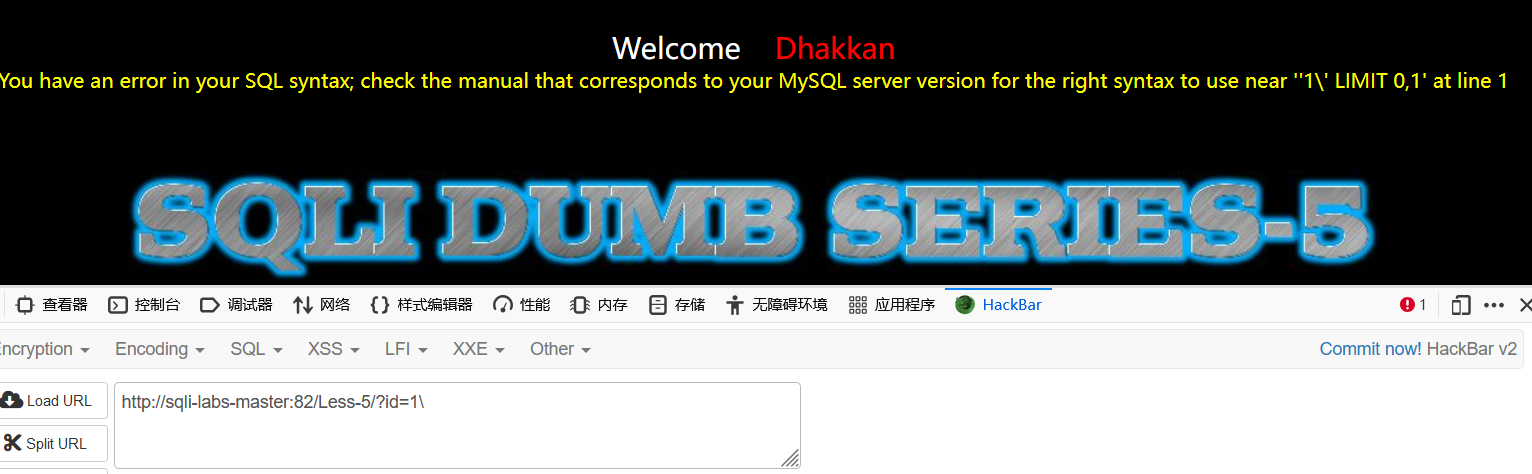 Welcome Dhakkan
You have an error in your SQL syntax; check the manual that corresponds to your MySQL server version for the right syntax to use near ''1\' LIMIT 0,1' at line 1
SQLI DUMB SERIES-5
查看器 控制台 调试器 网络 样式编辑器 性能 内存 存储 无障碍环境 应用程序 HackBar 1
ncryption Encoding SQL XSS LFI XXE Other Commit now! HackBar v2
Load URL http://sqli-labs-master:82/Less-5/?id=1\
Split URL